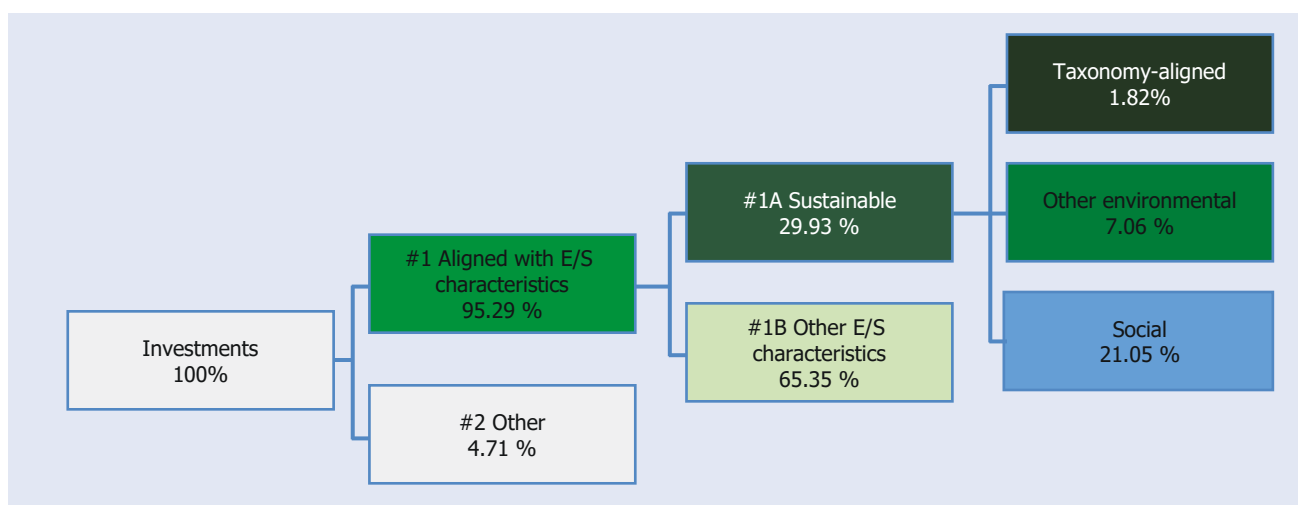 Investments
100%
#1 Aligned with E/S
characteristics
95.29 %
#2 Other
4.71 %
#1A Sustainable
29.93 %
#1B Other E/S
characteristics
65.35 %
Taxonomy-aligned
1.82%
Other environmental
7.06 %
Social
21.05 %